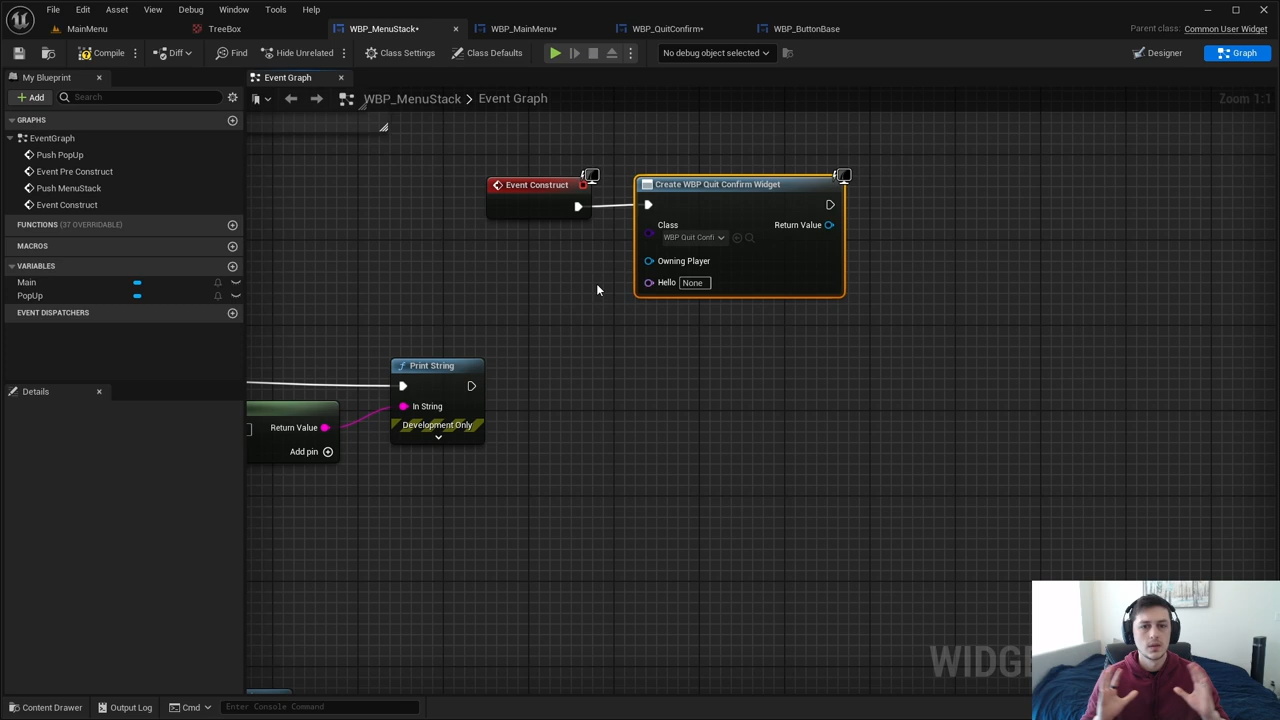 File Edit Asset View Debug Window Tools Help
MainMenu TreeBox WBP_MenuStack• WBP_MainMenu• WBP_QuitConfirm• WBP_ButtonBase Parent class: Common User Widget
Compile Diff Find Hide Unrelated Class Settings Class Defaults No debug object selected Designer Graph
My Blueprint Event Graph
Add Search WBP_MenuStack > Event Graph Zoom 1:1
GRAPHS
EventGraph
Push PopUp
Event Pre Construct
Push MenuStack
Event Construct
FUNCTIONS (37 OVERRIDABLE)
MACROS
VARIABLES
Main
PopUp
EVENT DISPATCHERS
Details
Event Construct
Create WBP Quit Confirm Widget
Class Return Value
WBP Quit Confi
Owning Player
Hello None
Print String
In String
Development Only
Return Value
Add pin
Content Drawer Output Log Cmd Enter Console Command